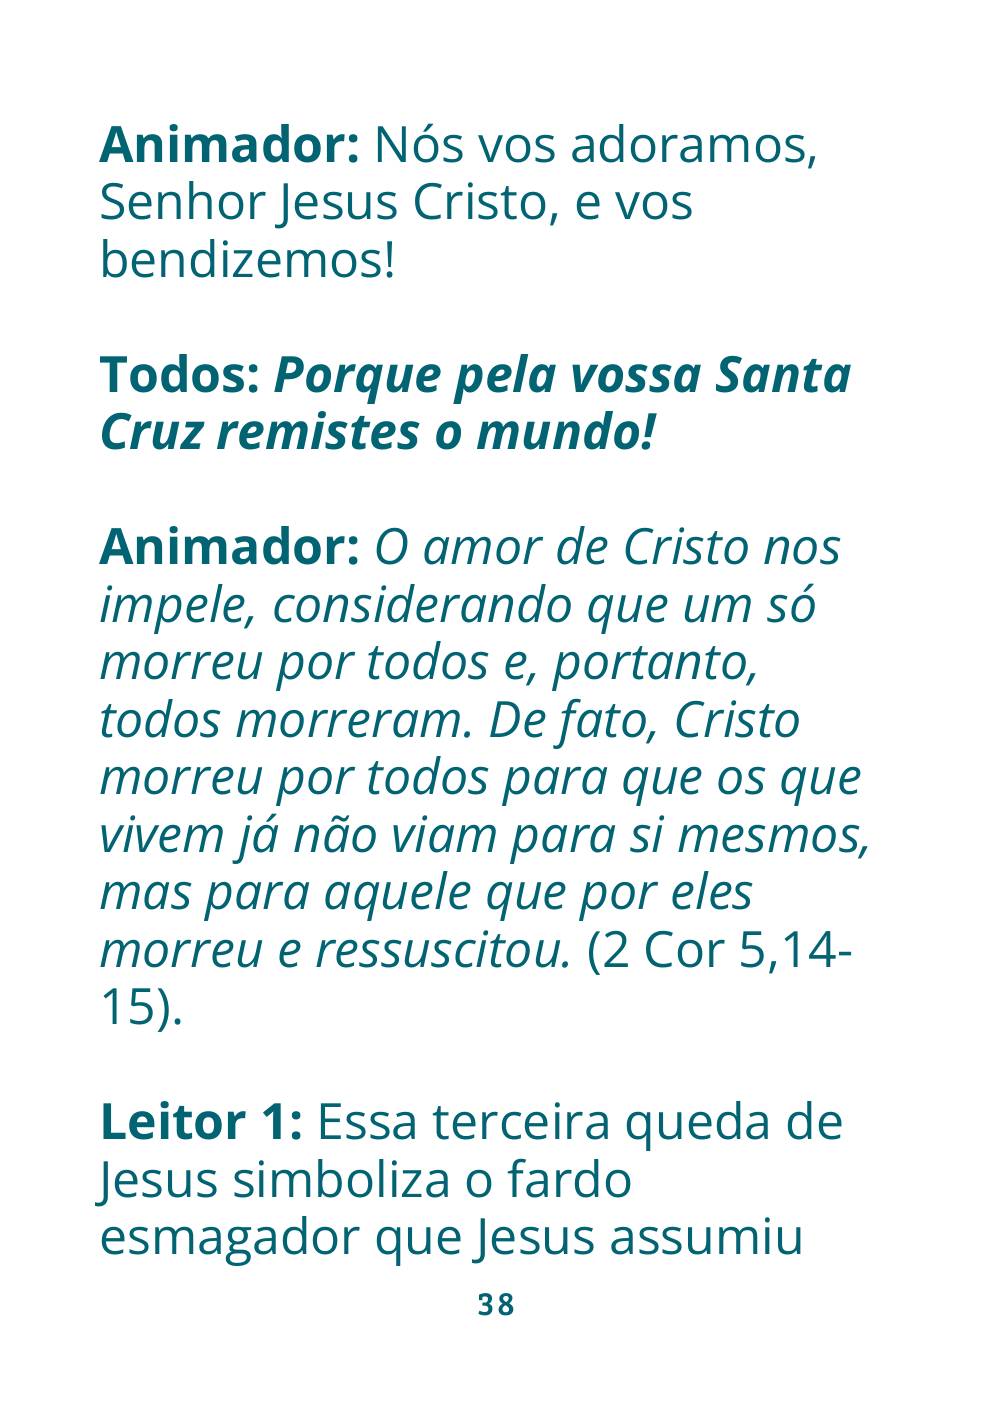 Animador: Nós vos adoramos,
Senhor Jesus Cristo, e vos
bendizemos!
Todos: Porque pela vossa Santa
Cruz remistes o mundo!
Animador: O amor de Cristo nos
impele, considerando que um só
morreu por todos e, portanto,
todos morreram. De fato, Cristo
morreu por todos para que os que
vivem já não viam para si mesmos,
mas para aquele que por eles
morreu e ressuscitou. (2 Cor 5,14-
15).
Leitor 1: Essa terceira queda de
Jesus simboliza o fardo
esmagador que Jesus assumiu
38